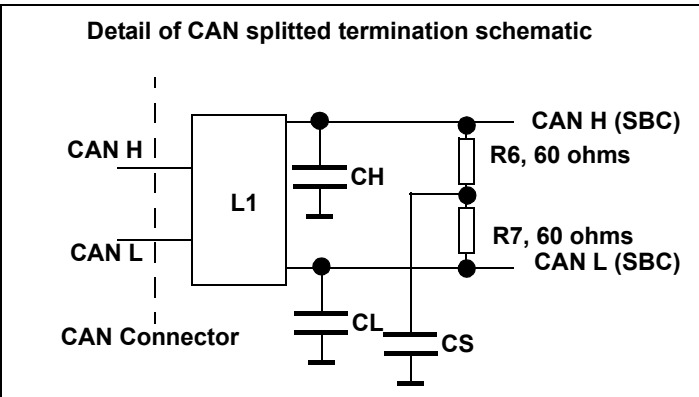 Detail of CAN splitted termination schematic
CAN H
CAN L
CAN Connector
L1
CH
CL
CS
CAN H (SBC)
R6, 60 ohms
R7, 60 ohms
CAN L (SBC)